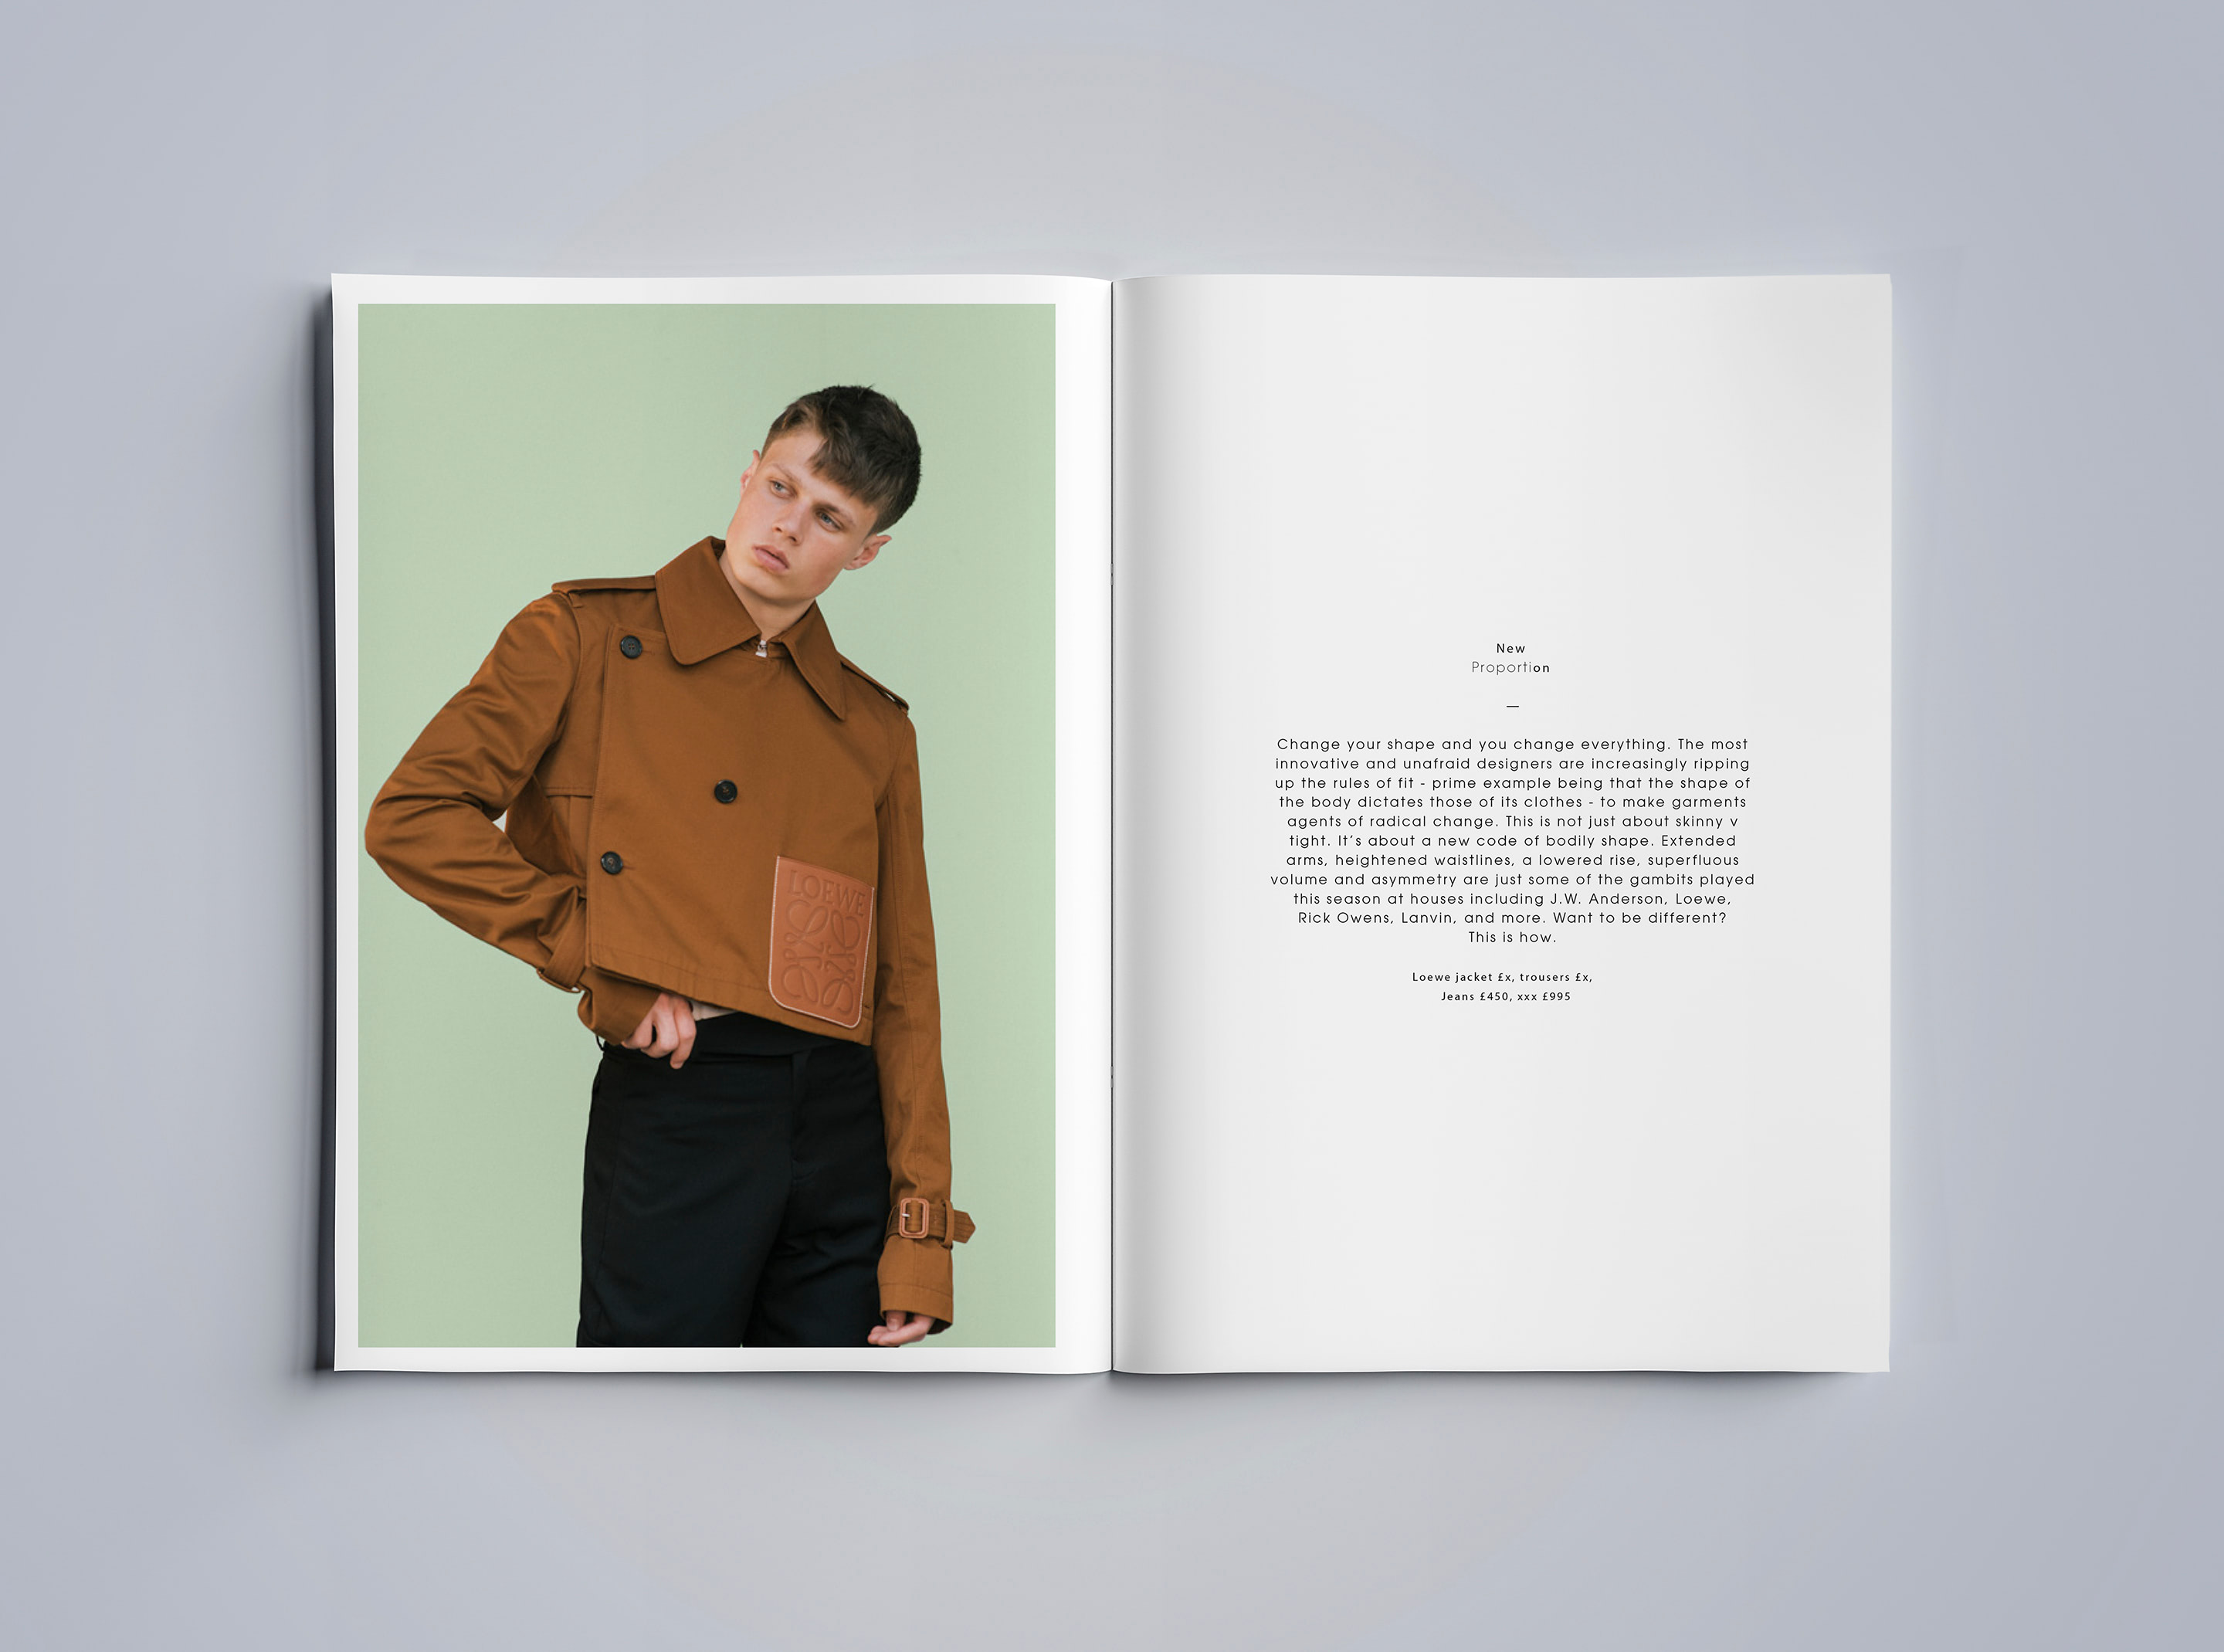 LOEWE
New
Proportion
—
Change your shape and you change everything. The most
innovative and unafraid designers are increasingly ripping
up the rules of fit - prime example being that the shape of
the body dictates those of its clothes - to make garments
agents of radical change. This is not just about skinny v
tight. It's about a new code of bodily shape. Extended
arms, heightened waistlines, a lowered rise, superfluous
volume and asymmetry are just some of the gambits played
this season at houses including J.W. Anderson, Loewe,
Rick Owens, Lanvin, and more. Want to be different?
This is how.
Loewe jacket £x, trousers £x,
Jeans £450, xxx £995